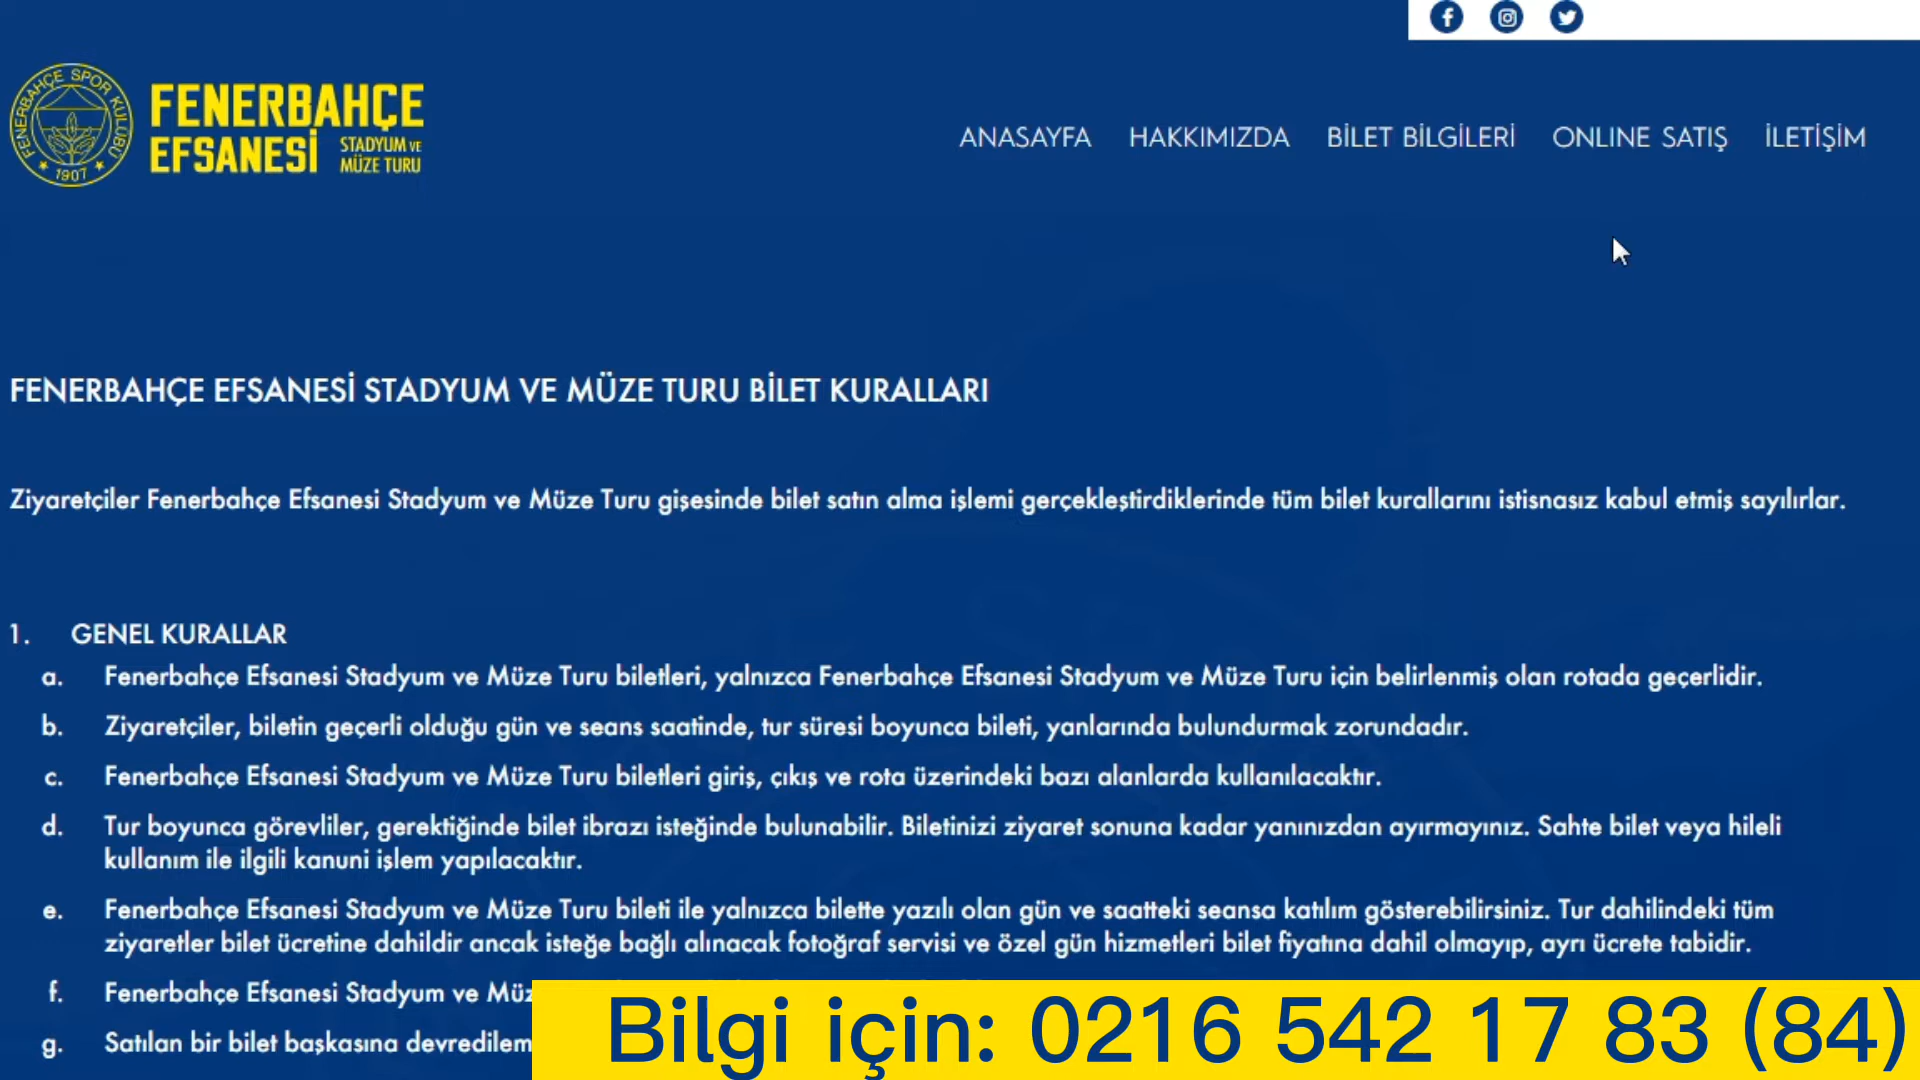 FENERBAHÇE SPOR KULÜBÜ
1907
FENERBAHÇE
EFSANESİ STADYUM VE
MÜZE TURU
ANASAYFA HAKKIMIZDA BİLET BİLGİLERİ ONLINE SATIŞ İLETİŞİM
FENERBAHÇE EFSANESİ STADYUM VE MÜZE TURU BİLET KURALLARI
Ziyaretçiler Fenerbahçe Efsanesi Stadyum ve Müze Turu gişesinde bilet satın alma işlemi gerçekleştirdiklerinde tüm bilet kurallarını istisnasız kabul etmiş sayılırlar.
1. GENEL KURALLAR
a. Fenerbahçe Efsanesi Stadyum ve Müze Turu biletleri, yalnızca Fenerbahçe Efsanesi Stadyum ve Müze Turu için belirlenmiş olan rotada geçerlidir.
b. Ziyaretçiler, biletin geçerli olduğu gün ve seans saatinde, tur süresi boyunca bileti, yanlarında bulundurmak zorundadır.
c. Fenerbahçe Efsanesi Stadyum ve Müze Turu biletleri giriş, çıkış ve rota üzerindeki bazı alanlarda kullanılacaktır.
d. Tur boyunca görevliler, gerektiğinde bilet ibrazı isteğinde bulunabilir. Biletinizi ziyaret sonuna kadar yanınızdan ayırmayınız. Sahte bilet veya hileli
kullanım ile ilgili kanuni işlem yapılacaktır.
e. Fenerbahçe Efsanesi Stadyum ve Müze Turu bileti ile yalnızca bilette yazılı olan gün ve saatteki seansa katılım gösterebilirsiniz. Tur dahilindeki tüm
ziyaretler bilet ücretine dahildir ancak isteğe bağlı alınacak fotoğraf servisi ve özel gün hizmetleri bilet fiyatına dahil olmayıp, ayrı ücrete tabidir.
f. Fenerbahçe Efsanesi Stadyum ve Müz
g. Satılan bir bilet başkasına devredilem
Bilgi için: 0216 542 17 83 (84)